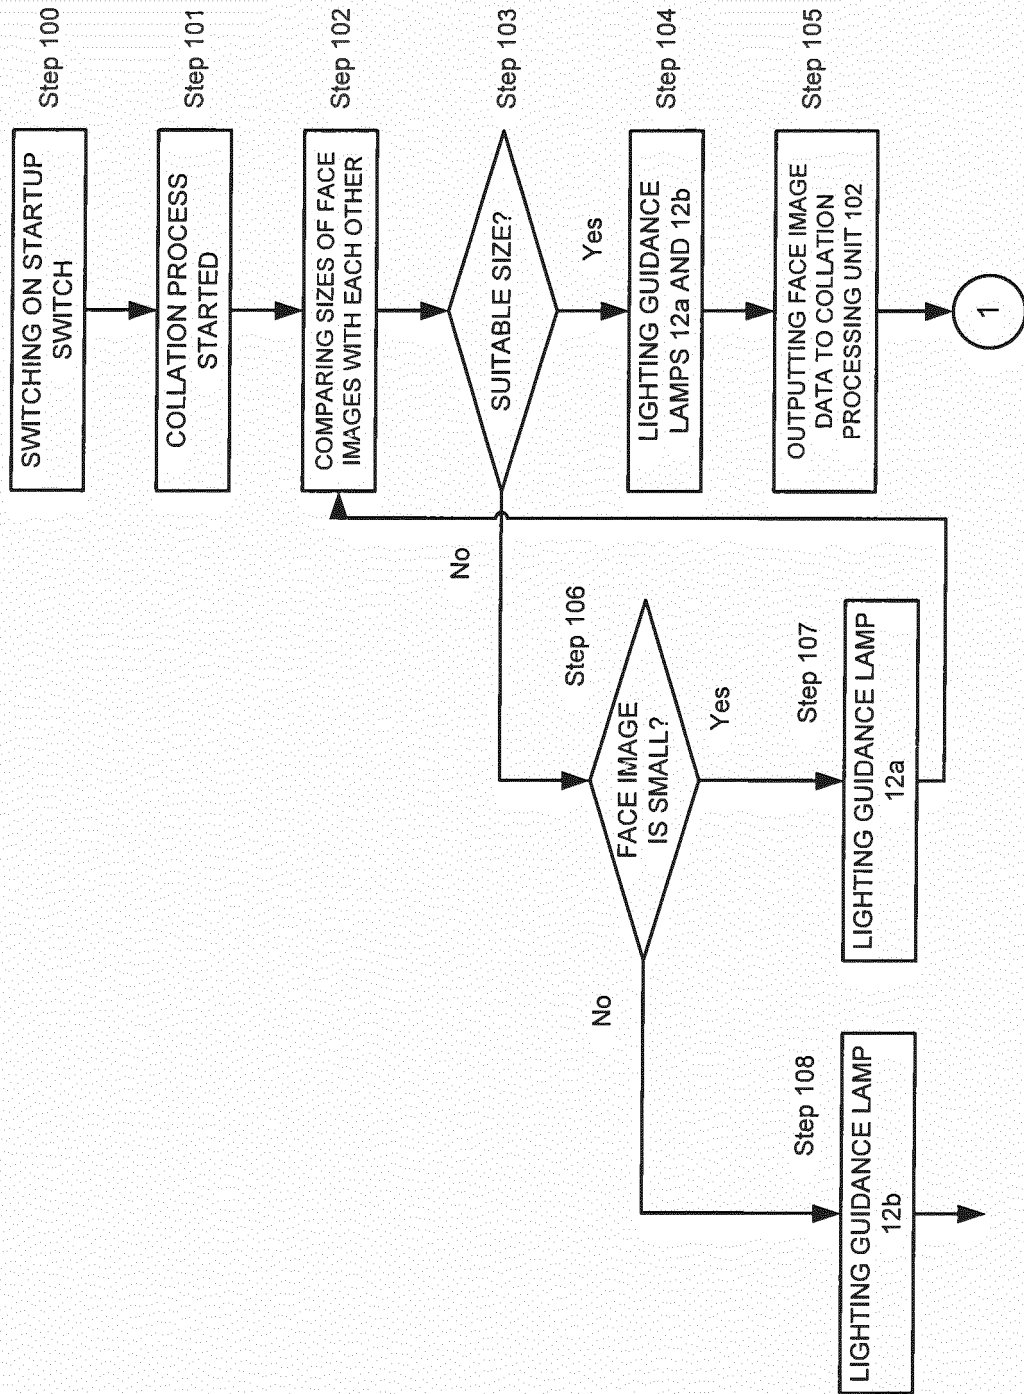 Step 100
SWITCHING ON STARTUP
SWITCH
Step 101
COLLATION PROCESS
STARTED
Step 102
COMPARING SIZES OF FACE
IMAGES WITH EACH OTHER
Step 103
SUITABLE SIZE?
Yes
No
Step 104
LIGHTING GUIDANCE
LAMPS 12a AND 12b
Step 105
OUTPUTTING FACE IMAGE
DATA TO COLLATION
PROCESSING UNIT 102
1
Step 106
FACE IMAGE
IS SMALL?
Yes
No
Step 107
LIGHTING GUIDANCE LAMP
12a
Step 108
LIGHTING GUIDANCE LAMP
12b